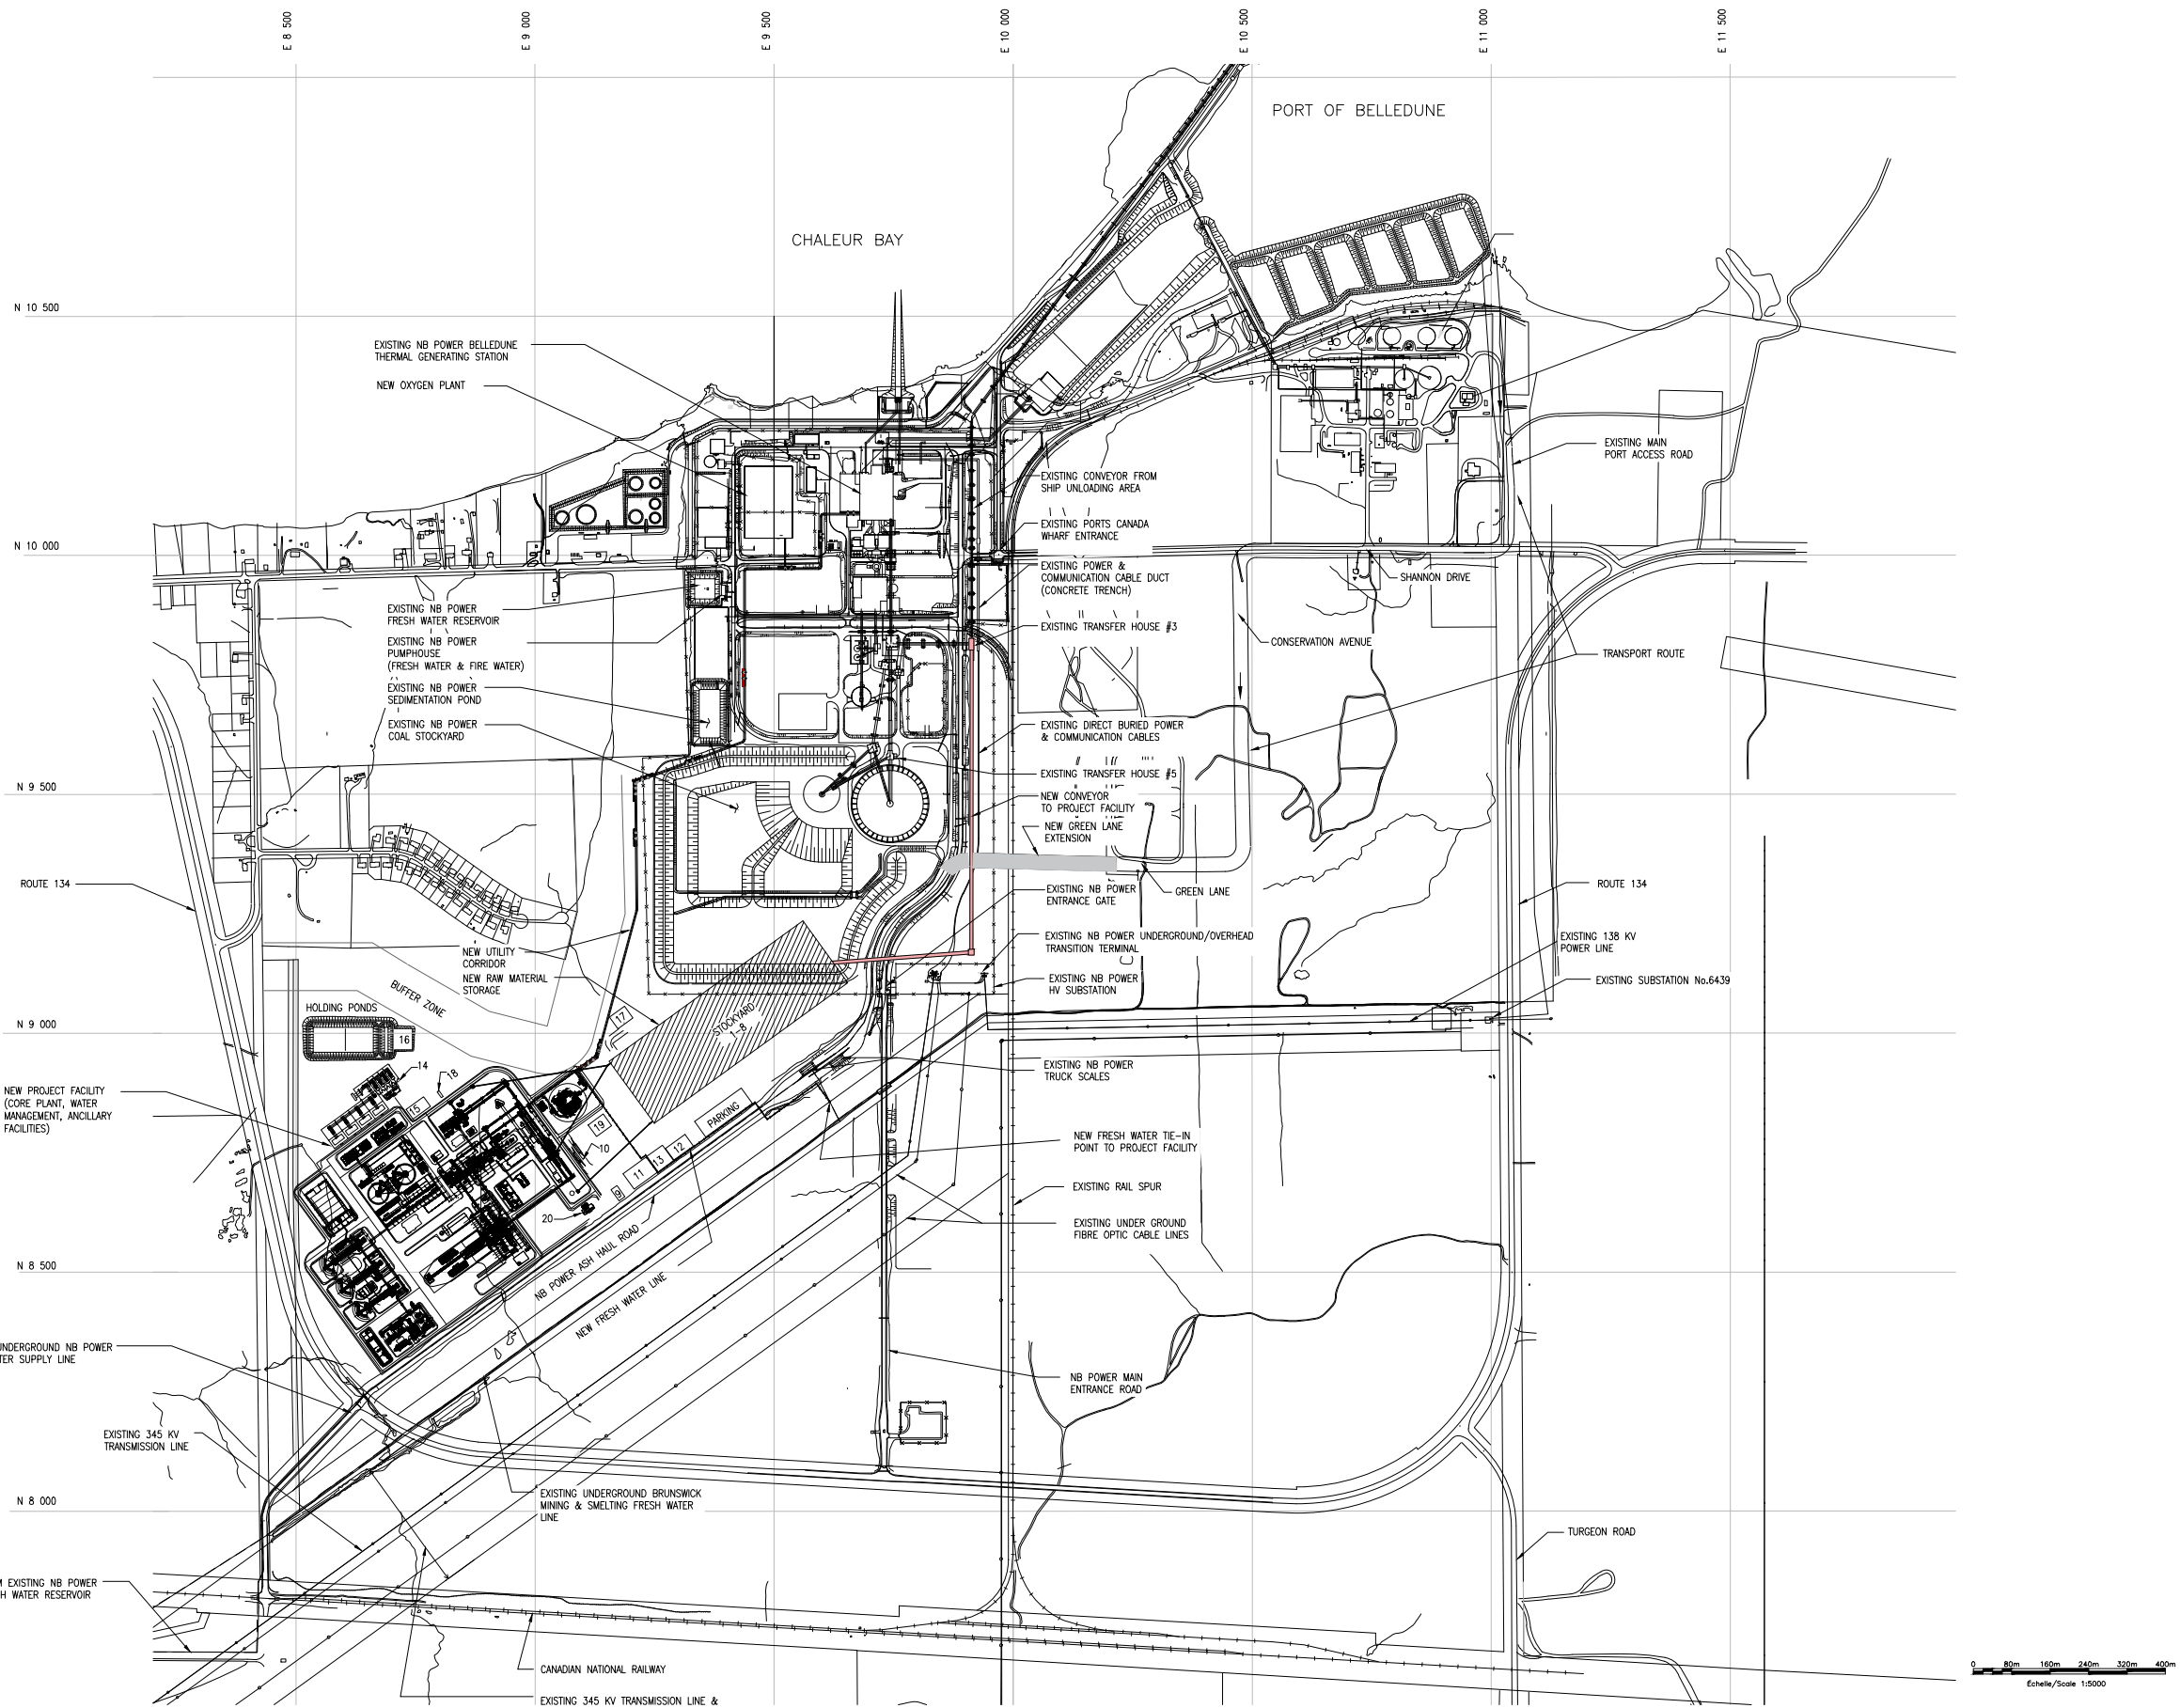 E 8 500
E 9 000
E 9 500
E 10 000
E 10 500
E 11 000
E 11 500
PORT OF BELLEDUNE
CHALEUR BAY
N 10 500
EXISTING NB POWER BELLEDUNE
THERMAL GENERATING STATION
NEW OXYGEN PLANT
EXISTING MAIN
PORT ACCESS ROAD
EXISTING CONVEYOR FROM
SHIP UNLOADING AREA
EXISTING PORTS CANADA
WHARF ENTRANCE
N 10 000
EXISTING POWER &
COMMUNICATION CABLE DUCT
(CONCRETE TRENCH)
SHANNON DRIVE
EXISTING NB POWER
FRESH WATER RESERVOIR
EXISTING TRANSFER HOUSE #3
EXISTING NB POWER
PUMPHOUSE
(FRESH WATER & FIRE WATER)
CONSERVATION AVENUE
TRANSPORT ROUTE
EXISTING NB POWER
SEDIMENTATION POND
EXISTING NB POWER
COAL STOCKYARD
EXISTING DIRECT BURIED POWER
& COMMUNICATION CABLES
EXISTING TRANSFER HOUSE #5
N 9 500
NEW CONVEYOR
TO PROJECT FACILITY
NEW GREEN LANE
EXTENSION
ROUTE 134
EXISTING NB POWER
ENTRANCE GATE
GREEN LANE
ROUTE 134
EXISTING NB POWER UNDERGROUND/OVERHEAD
TRANSITION TERMINAL
EXISTING 138 KV
POWER LINE
NEW UTILITY
CORRIDOR
NEW RAW MATERIAL
STORAGE
EXISTING NB POWER
HV SUBSTATION
EXISTING SUBSTATION No.6439
BUFFER ZONE
HOLDING PONDS
16
17
STOCKYARD
1-8
N 9 000
14
18
15
EXISTING NB POWER
TRUCK SCALES
NEW PROJECT FACILITY
(CORE PLANT, WATER
MANAGEMENT, ANCILLARY
FACILITIES)
PARKING
19
10
12
13
11
9
20
NEW FRESH WATER TIE-IN
POINT TO PROJECT FACILITY
EXISTING RAIL SPUR
EXISTING UNDER GROUND
FIBRE OPTIC CABLE LINES
NB POWER ASH HAUL ROAD
NEW FRESH WATER LINE
N 8 500
UNDERGROUND NB POWER
TER SUPPLY LINE
NB POWER MAIN
ENTRANCE ROAD
EXISTING 345 KV
TRANSMISSION LINE
EXISTING UNDERGROUND BRUNSWICK
MINING & SMELTING FRESH WATER
LINE
N 8 000
TURGEON ROAD
M EXISTING NB POWER
H WATER RESERVOIR
CANADIAN NATIONAL RAILWAY
EXISTING 345 KV TRANSMISSION LINE &
0 80m 160m 240m 320m 400m
Échelle/Scale 1:5000